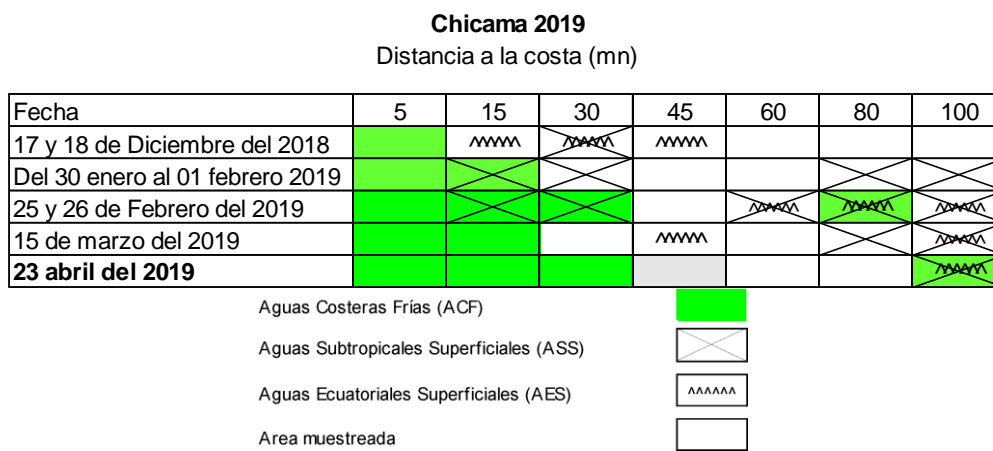 Chicama 2019
Distancia a la costa (mn)
Fecha 5 15 30 45 60 80 100
17 y 18 de Diciembre del 2018 ^^^^^ ^^^^^ ^^^^^
Del 30 enero al 01 febrero 2019
25 y 26 de Febrero del 2019 ^^^^^ ^^^^^ ^^^^^
15 de marzo del 2019 ^^^^^ ^^^^^
23 abril del 2019 ^^^^^
Aguas Costeras Frías (ACF)
Aguas Subtropicales Superficiales (ASS)
Aguas Ecuatoriales Superficiales (AES) ^^^^^^
Area muestreada